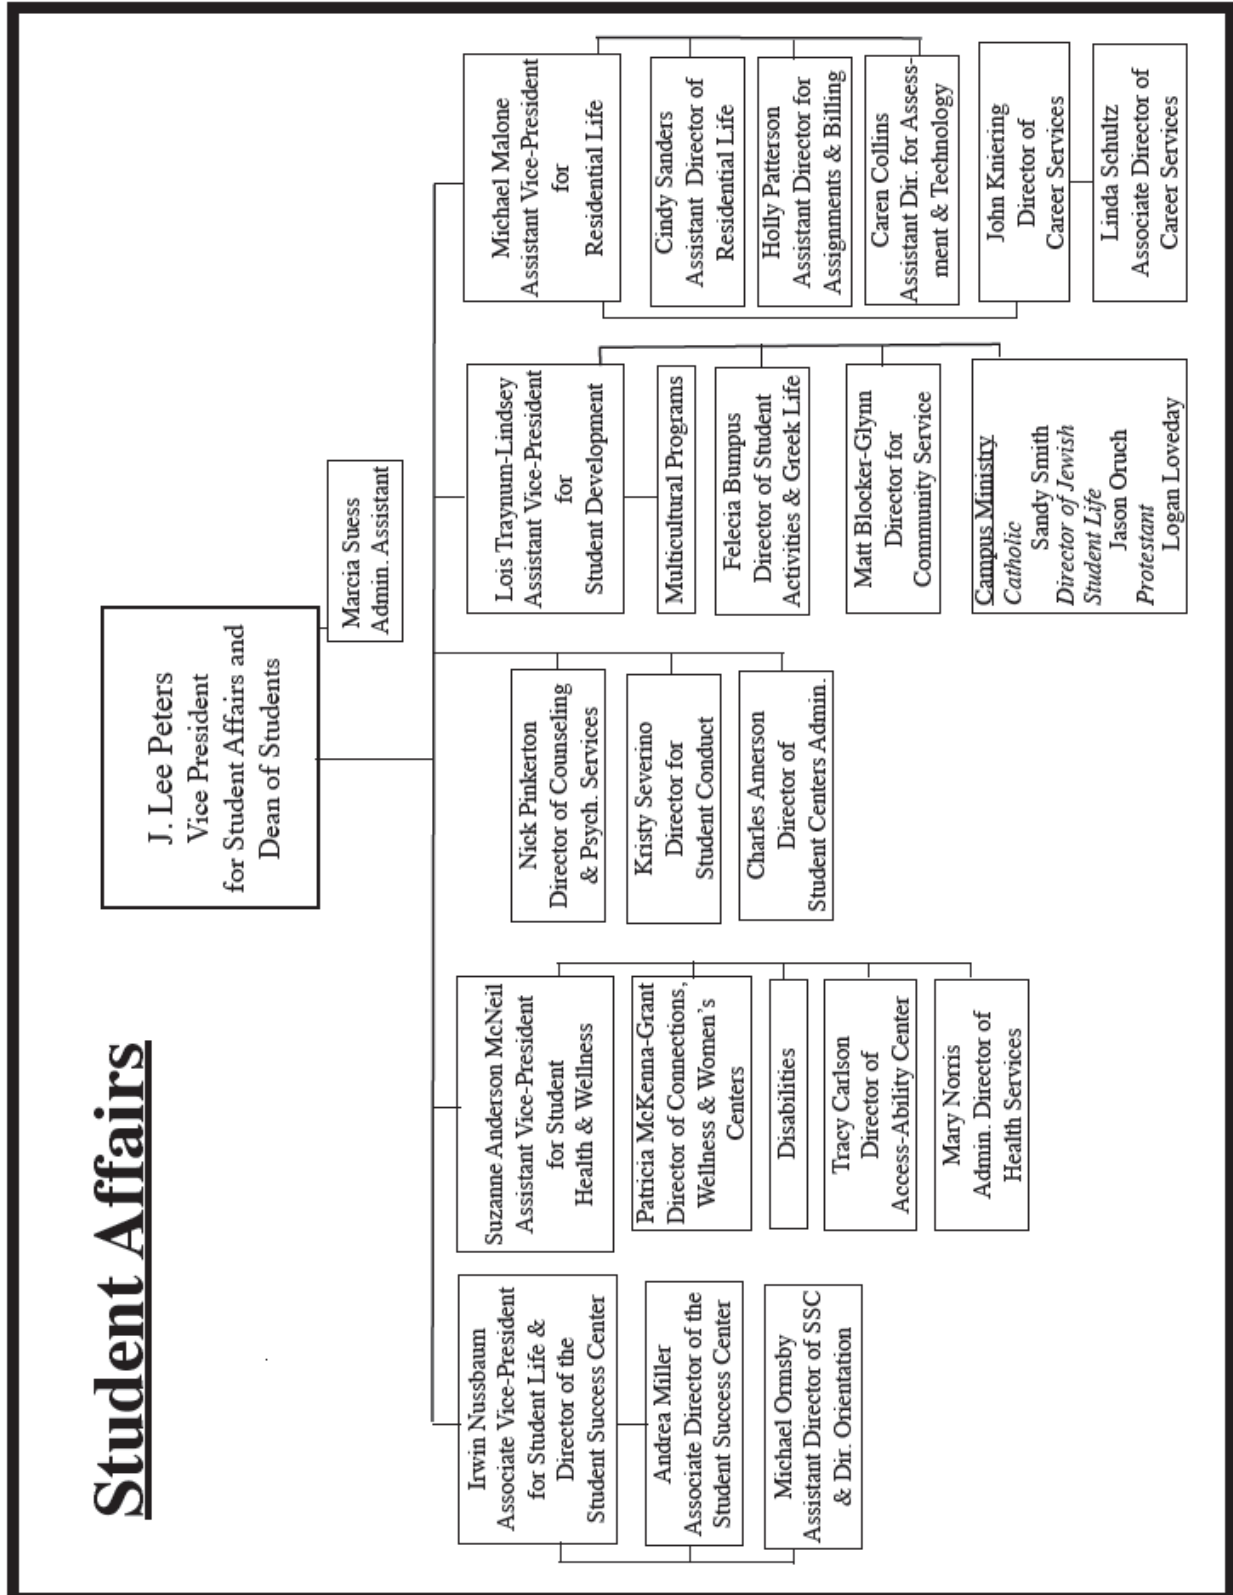 Student Affairs
J. Lee Peters
Vice President
for Student Affairs and
Dean of Students
Marcia Suess
Admin. Assistant
Irwin Nussbaum
Associate Vice-President
for Student Life &
Director of the
Student Success Center
Andrea Miller
Associate Director of the
Student Success Center
Michael Ormsby
Assistant Director of SSC
& Dir. Orientation
Suzanne Anderson McNeil
Assistant Vice-President
for Student
Health & Wellness
Patricia McKenna-Grant
Director of Connections,
Wellness & Women's
Centers
Disabilities
Tracy Carlson
Director of
Access-Ability Center
Mary Norris
Admin. Director of
Health Services
Nick Pinkerton
Director of Counseling
& Psych. Services
Kristy Severino
Director for
Student Conduct
Charles Amerson
Director of
Student Centers Admin.
Lois Traynum-Lindsey
Assistant Vice-President
for
Student Development
Multicultural Programs
Felecia Bumpus
Director of Student
Activities & Greek Life
Matt Blocker-Glynn
Director for
Community Service
Campus Ministry
Catholic
Sandy Smith
Director of Jewish
Student Life
Jason Oruch
Protestant
Logan Loveday
Michael Malone
Assistant Vice-President
for
Residential Life
Cindy Sanders
Assistant Director of
Residential Life
Holly Patterson
Assistant Director for
Assignments & Billing
Caren Collins
Assistant Dir. for Assess-
ment & Technology
John Kniering
Director of
Career Services
Linda Schultz
Associate Director of
Career Services